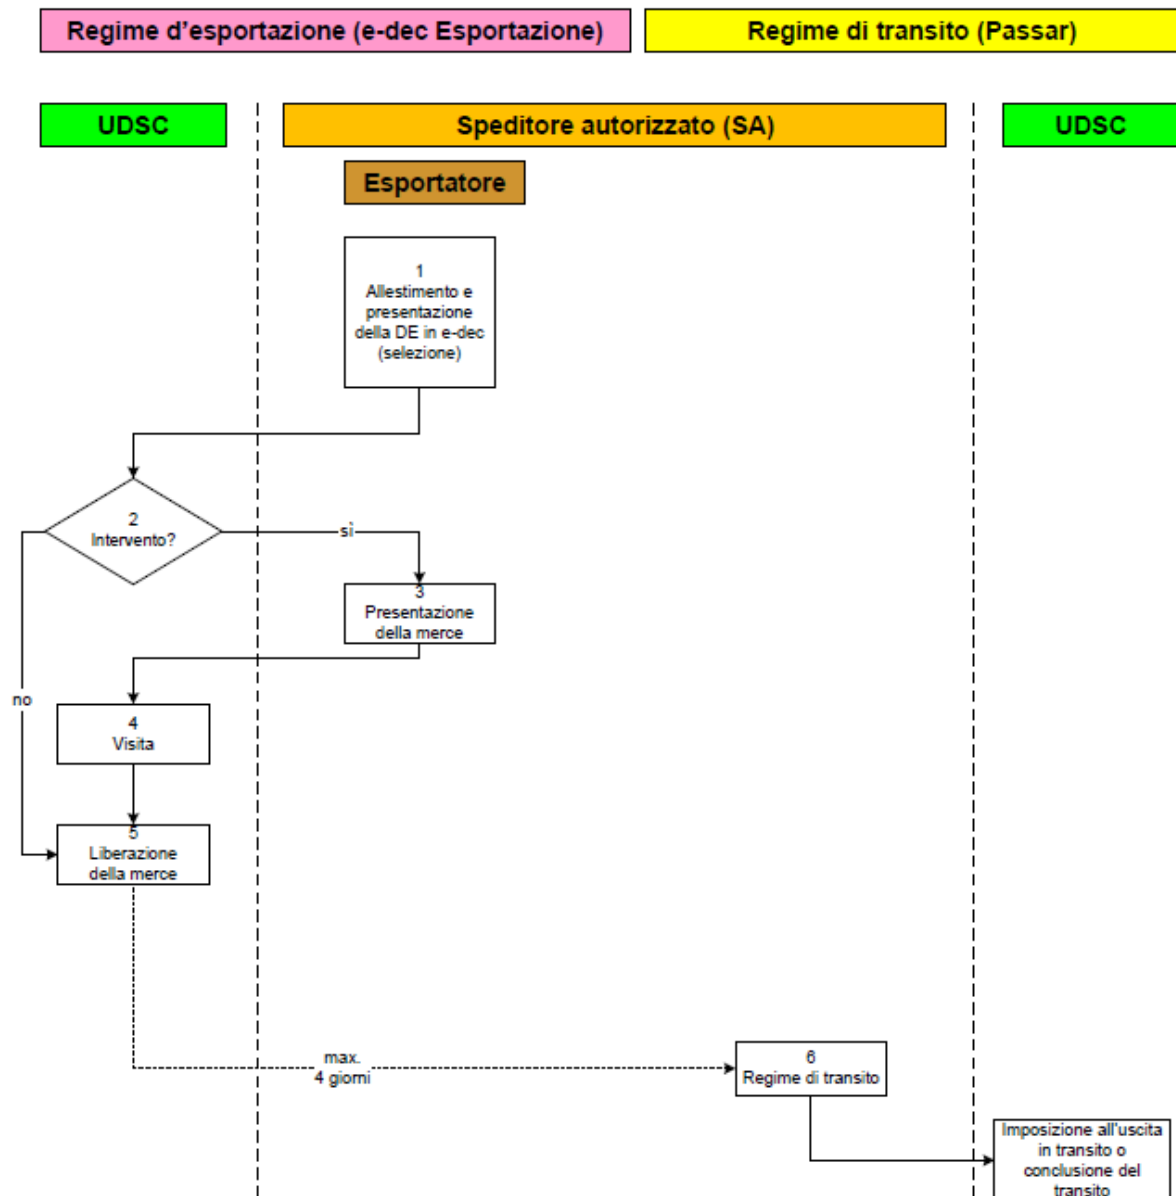 Regime d'esportazione (e-dec Esportazione)
Regime di transito (Passar)
UDSC
Speditore autorizzato (SA)
UDSC
Esportatore
1
Allestimento e
presentazione
della DE in e-dec
(selezione)
2
Intervento?
sì
3
Presentazione
della merce
no
4
Visita
5
Liberazione
della merce
max.
4 giorni
6
Regime di transito
Imposizione all'uscita
in transito o
conclusione del
transito